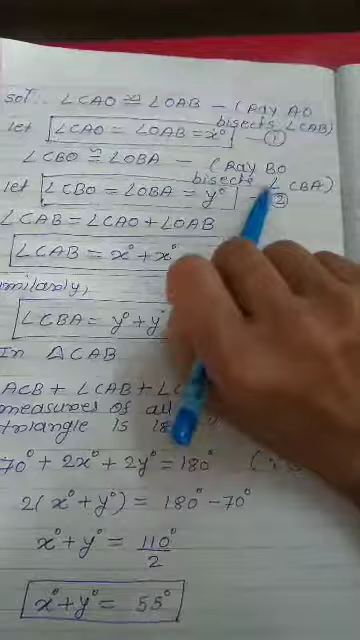 solⁿ:. ∠CAO ≅ ∠OAB - (Ray AO
bisects ∠CAB)
let ∠CAO = ∠OAB = x° - ①
∠CBO ≅ ∠OBA - (Ray BO
bisects ∠CBA)
let ∠CBO = ∠OBA = y° - ②
∠CAB = ∠CAO + ∠OAB
∠CAB = x° + x°
milarly,
∠CBA = y° + y°
In △CAB
ACB + ∠CAB + ∠C
measures of all
triangle is 18
70° + 2x° + 2y° = 180°
2(x° + y°) = 180° - 70°
x° + y° = 110°/2
x° + y° = 55°